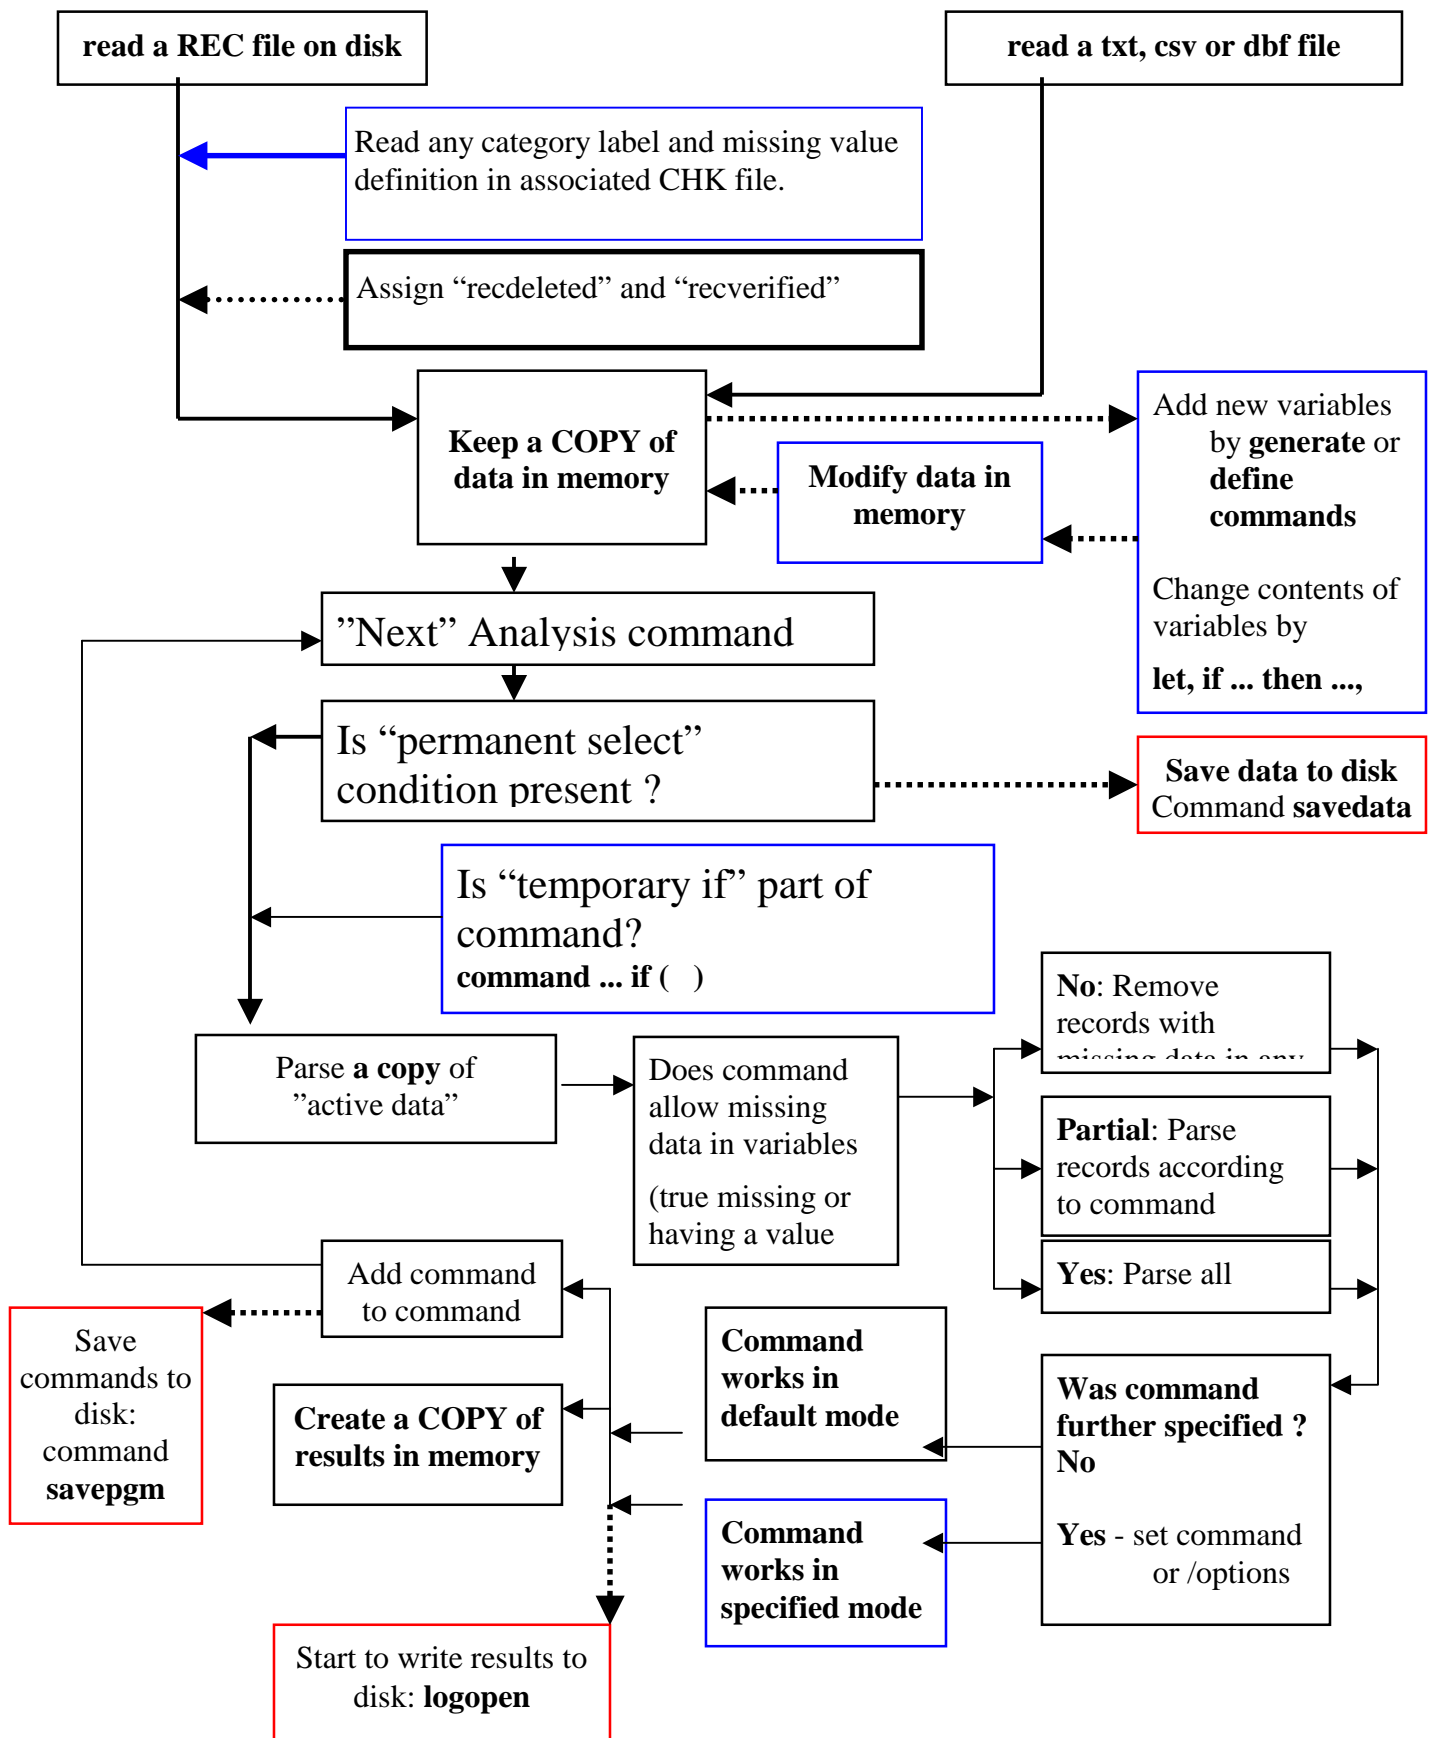 read a REC file on disk
read a txt, csv or dbf file
Read any category label and missing value
definition in associated CHK file.
Assign “recdeleted” and “recverified”
Keep a COPY of
data in memory
Modify data in
memory
Add new variables
by generate or
define
commands
Change contents of
variables by
let, if ... then ...,
”Next” Analysis command
Is “permanent select”
condition present ?
Save data to disk
Command savedata
Is “temporary if” part of
command?
command ... if (   )
Parse a copy of
”active data”
Does command
allow missing
data in variables
(true missing or
having a value
No: Remove
records with
missing data in any
Partial: Parse
records according
to command
Yes: Parse all
Add command
to command
Save
commands to
disk:
command
savepgm
Create a COPY of
results in memory
Command
works in
default mode
Was command
further specified ?
No
Yes - set command
or /options
Command
works in
specified mode
Start to write results to
disk: logopen